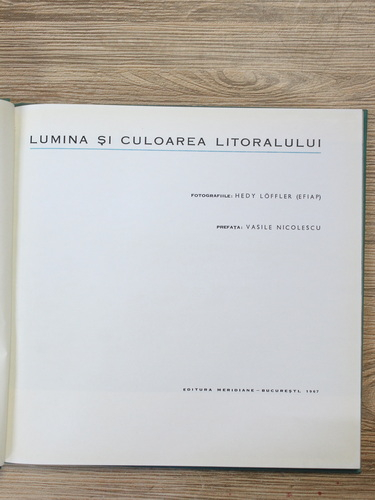 LUMINA ȘI CULOAREA LITORALULUI
FOTOGRAFIILE: HEDY LÖFFLER (EFIAP)
PREFAȚA: VASILE NICOLESCU
EDITURA MERIDIANE — BUCUREȘTI, 1967